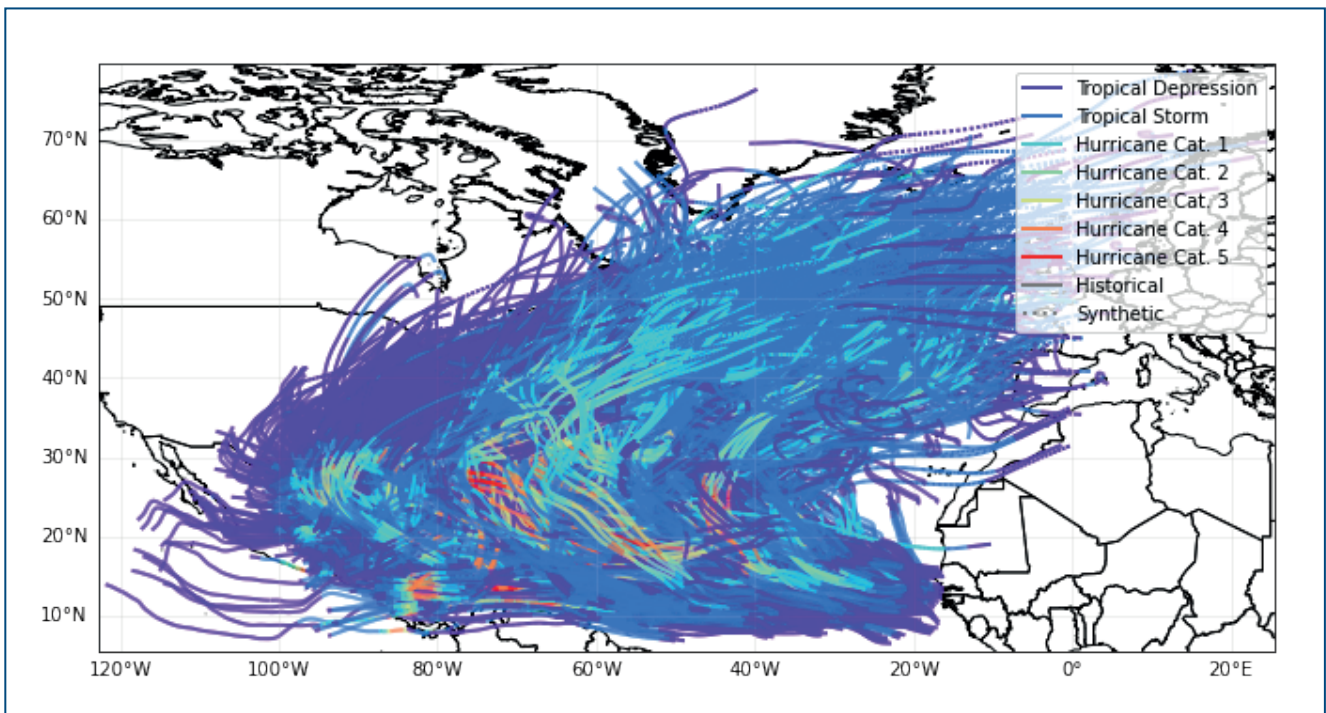 Tropical Depression
Tropical Storm
Hurricane Cat. 1
Hurricane Cat. 2
Hurricane Cat. 3
Hurricane Cat. 4
Hurricane Cat. 5
Historical
Synthetic
70°N
60°N
50°N
40°N
30°N
20°N
10°N
120°W 100°W 80°W 60°W 40°W 20°W 0° 20°E